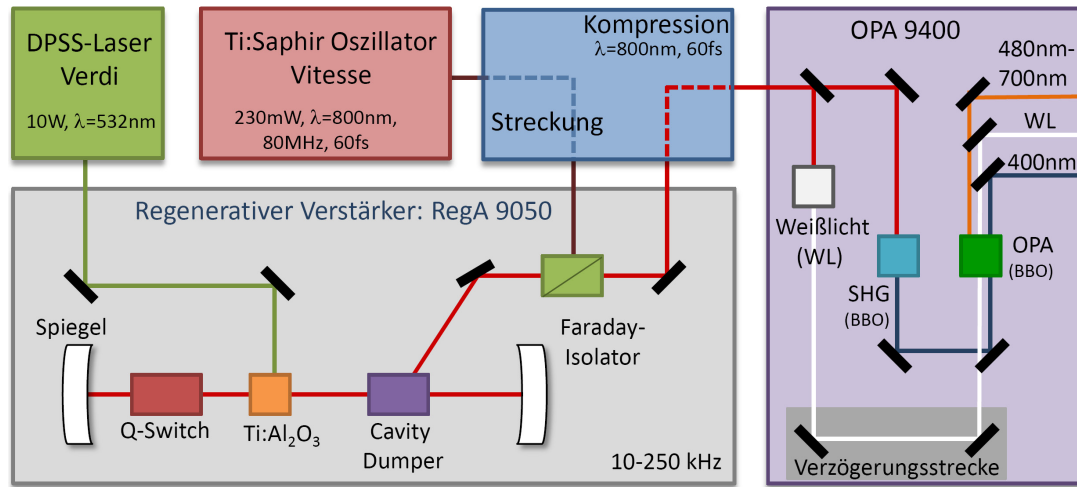 DPSS-Laser
Verdi
10W, λ=532nm
Ti:Saphir Oszillator
Vitesse
230mW, λ=800nm,
80MHz, 60fs
Kompression
λ=800nm, 60fs
Streckung
OPA 9400
480nm-
700nm
WL
400nm
Weißlicht
(WL)
SHG
(BBO)
OPA
(BBO)
Verzögerungsstrecke
Regenerativer Verstärker: RegA 9050
Spiegel
Faraday-
Isolator
Q-Switch
Ti:Al₂O₃
Cavity
Dumper
10-250 kHz